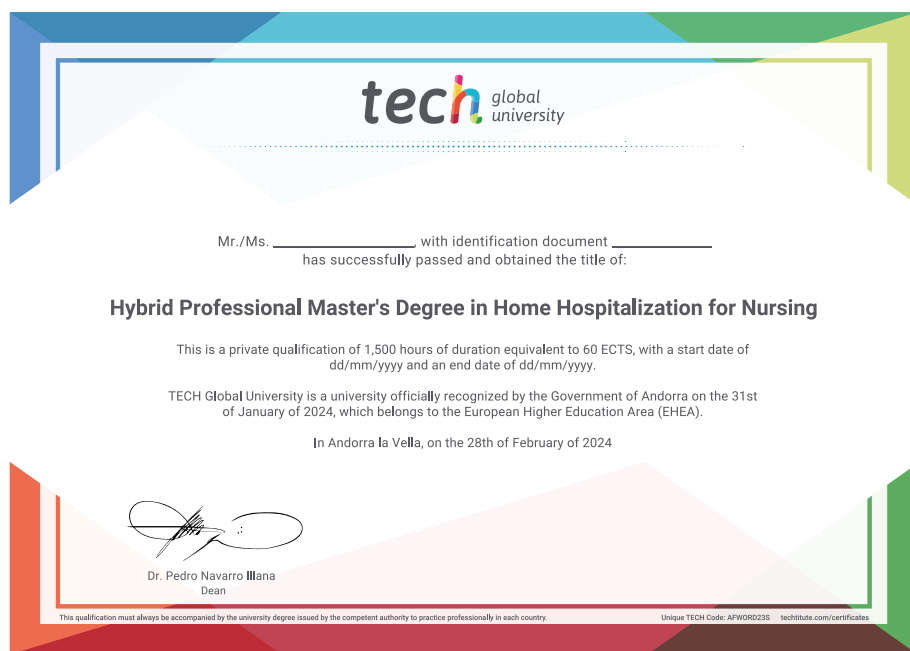 tech global university
Mr./Ms. ______________, with identification document __________
has successfully passed and obtained the title of:
Hybrid Professional Master's Degree in Home Hospitalization for Nursing
This is a private qualification of 1,500 hours of duration equivalent to 60 ECTS, with a start date of
dd/mm/yyyy and an end date of dd/mm/yyyy.
TECH Global University is a university officially recognized by the Government of Andorra on the 31st
of January of 2024, which belongs to the European Higher Education Area (EHEA).
In Andorra la Vella, on the 28th of February of 2024
Dr. Pedro Navarro Illana
Dean
This qualification must always be accompanied by the university degree issued by the competent authority to practice professionally in each country.
Unique TECH Code: AFWORD23S techtitute.com/certificates